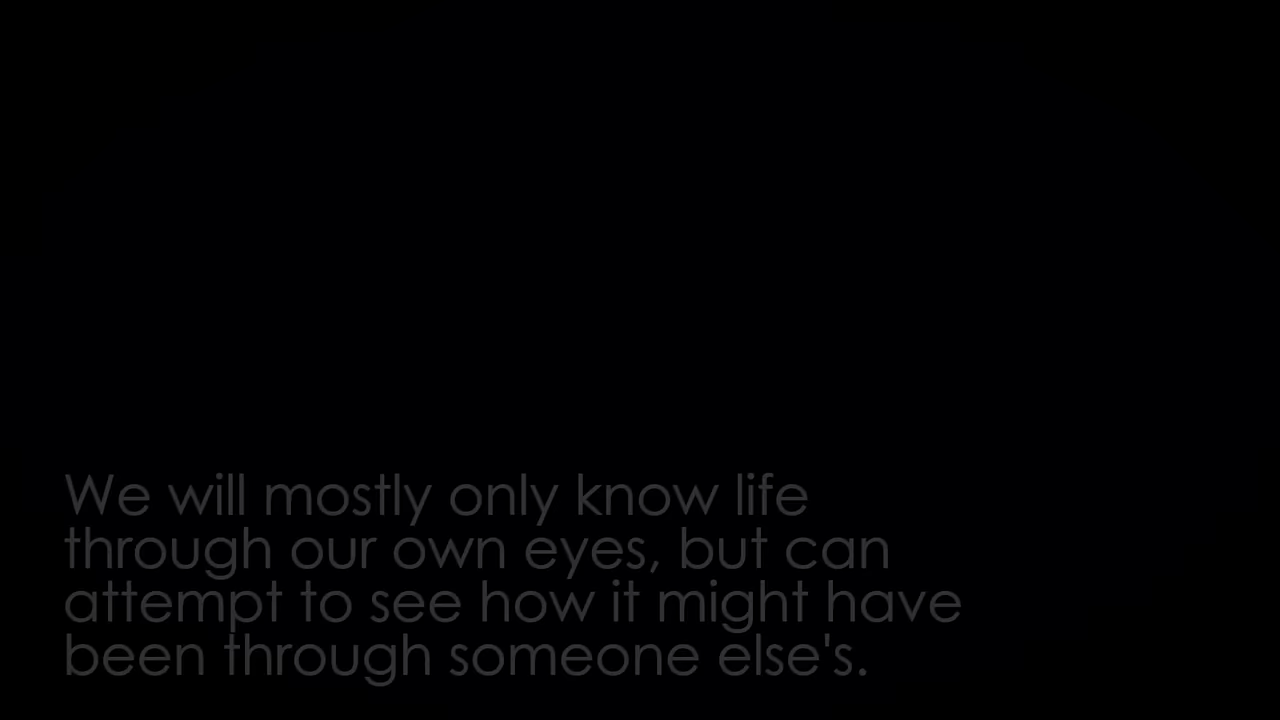 We will mostly only know life
through our own eyes, but can
attempt to see how it might have
been through someone else's.